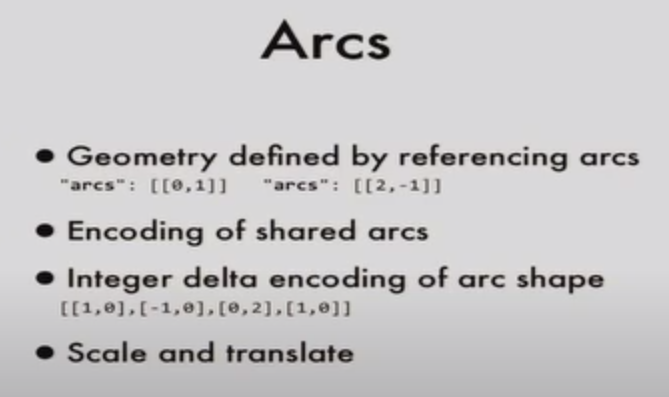 Arcs
● Geometry defined by referencing arcs
"arcs": [[0,1]]   "arcs": [[2,-1]]
● Encoding of shared arcs
● Integer delta encoding of arc shape
[[1,0],[-1,0],[0,2],[1,0]]
● Scale and translate